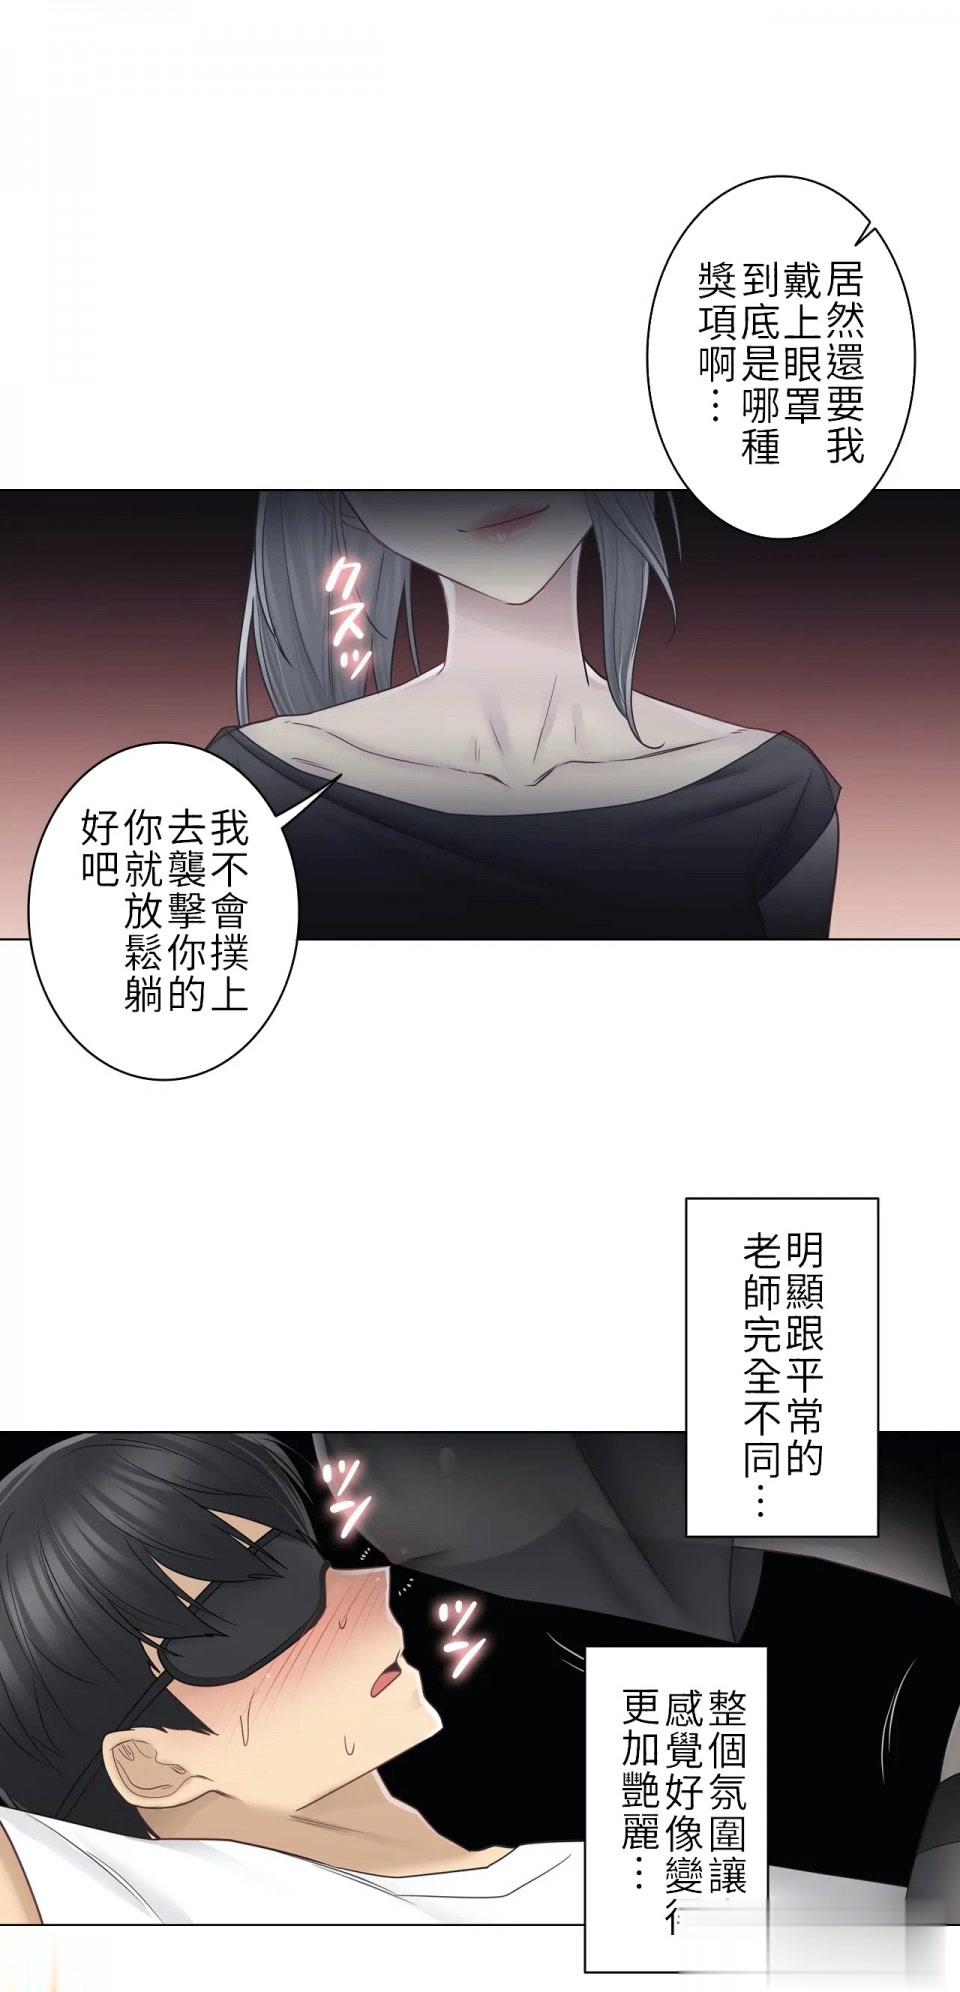 居然還要我
戴上眼罩
到底是哪種
獎項啊…
クスッ
我不會撲上
去襲擊你的
你就放鬆躺
好吧
明顯跟平常的
老師完全不同…
ツン
ツン
整個氛圍讓
感覺好像變
更加艷麗…